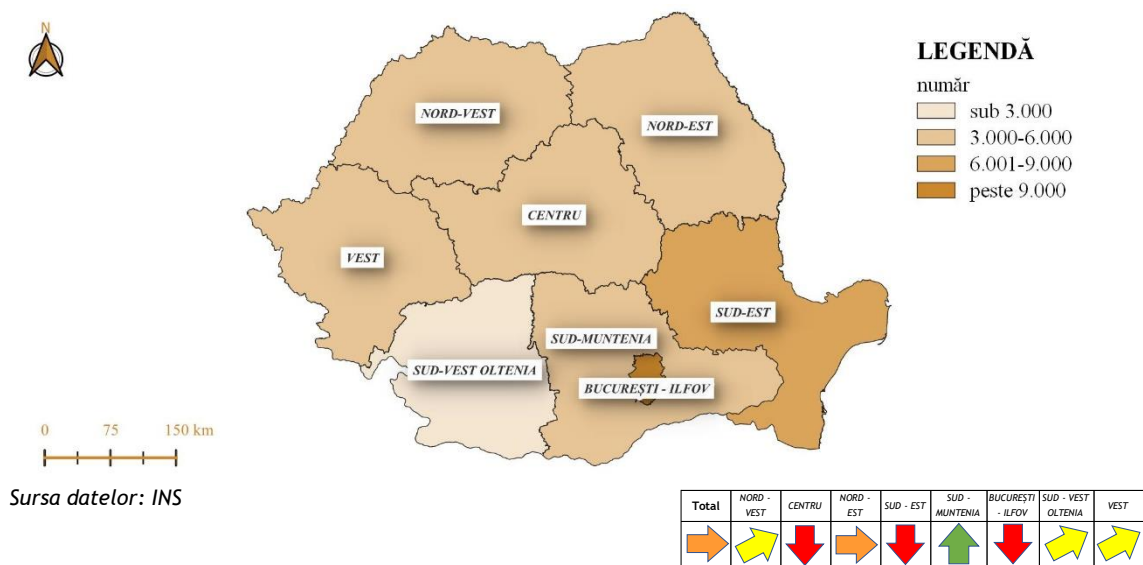 N
LEGENDĂ
număr
sub 3.000
3.000-6.000
6.001-9.000
peste 9.000
NORD-VEST
NORD-EST
CENTRU
VEST
SUD-EST
SUD-MUNTENIA
SUD-VEST OLTENIA
BUCUREȘTI - ILFOV
0 75 150 km
Sursa datelor: INS
Total
NORD -
VEST
CENTRU
NORD -
EST
SUD - EST
SUD -
MUNTENIA
BUCUREȘTI
- ILFOV
SUD - VEST
OLTENIA
VEST